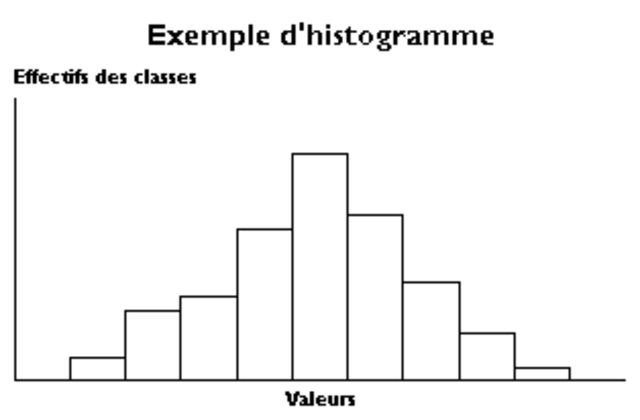 Exemple d'histogramme
Effectifs des classes
Valeurs